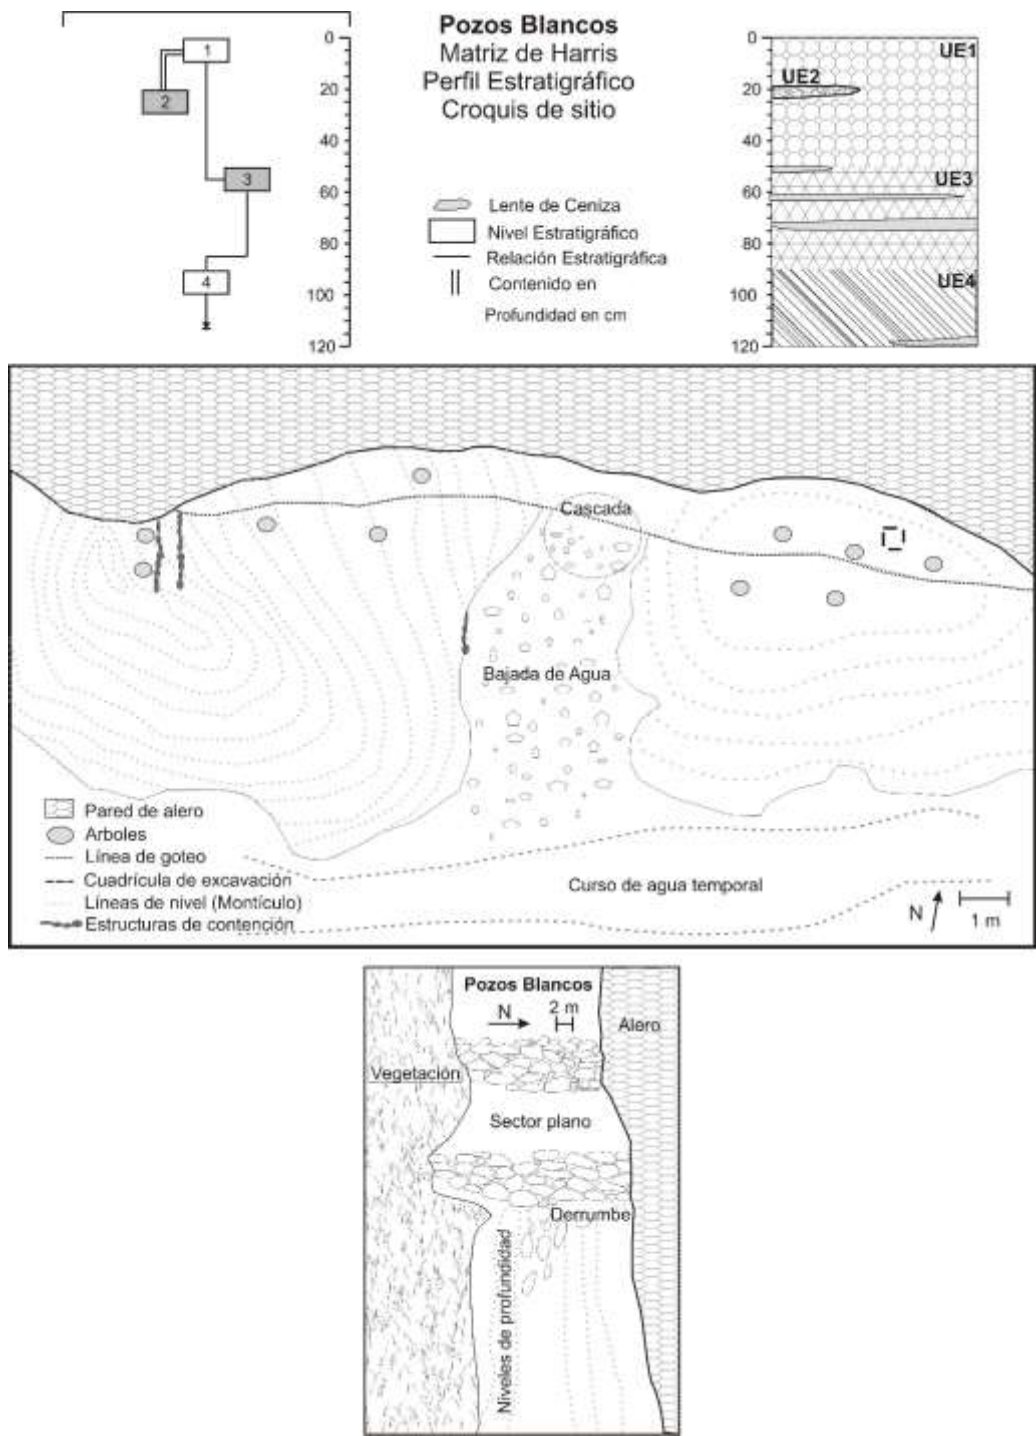 Pozos Blancos
Matriz de Harris
Perfil Estratigráfico
Croquis de sitio
1
2
3
4
0
20
40
60
80
100
120
Lente de Ceniza
Nivel Estratigráfico
Relación Estratigráfica
Contenido en
Profundidad en cm
0
20
40
60
80
100
120
UE1
UE2
UE3
UE4
Cascada
Bajada de Agua
Pared de alero
Arboles
Línea de goteo
Cuadrícula de excavación
Líneas de nivel (Montículo)
Estructuras de contención
Curso de agua temporal
N
1 m
Pozos Blancos
N
2 m
Alero
Vegetación
Sector plano
Derrumbe
Niveles de profundidad